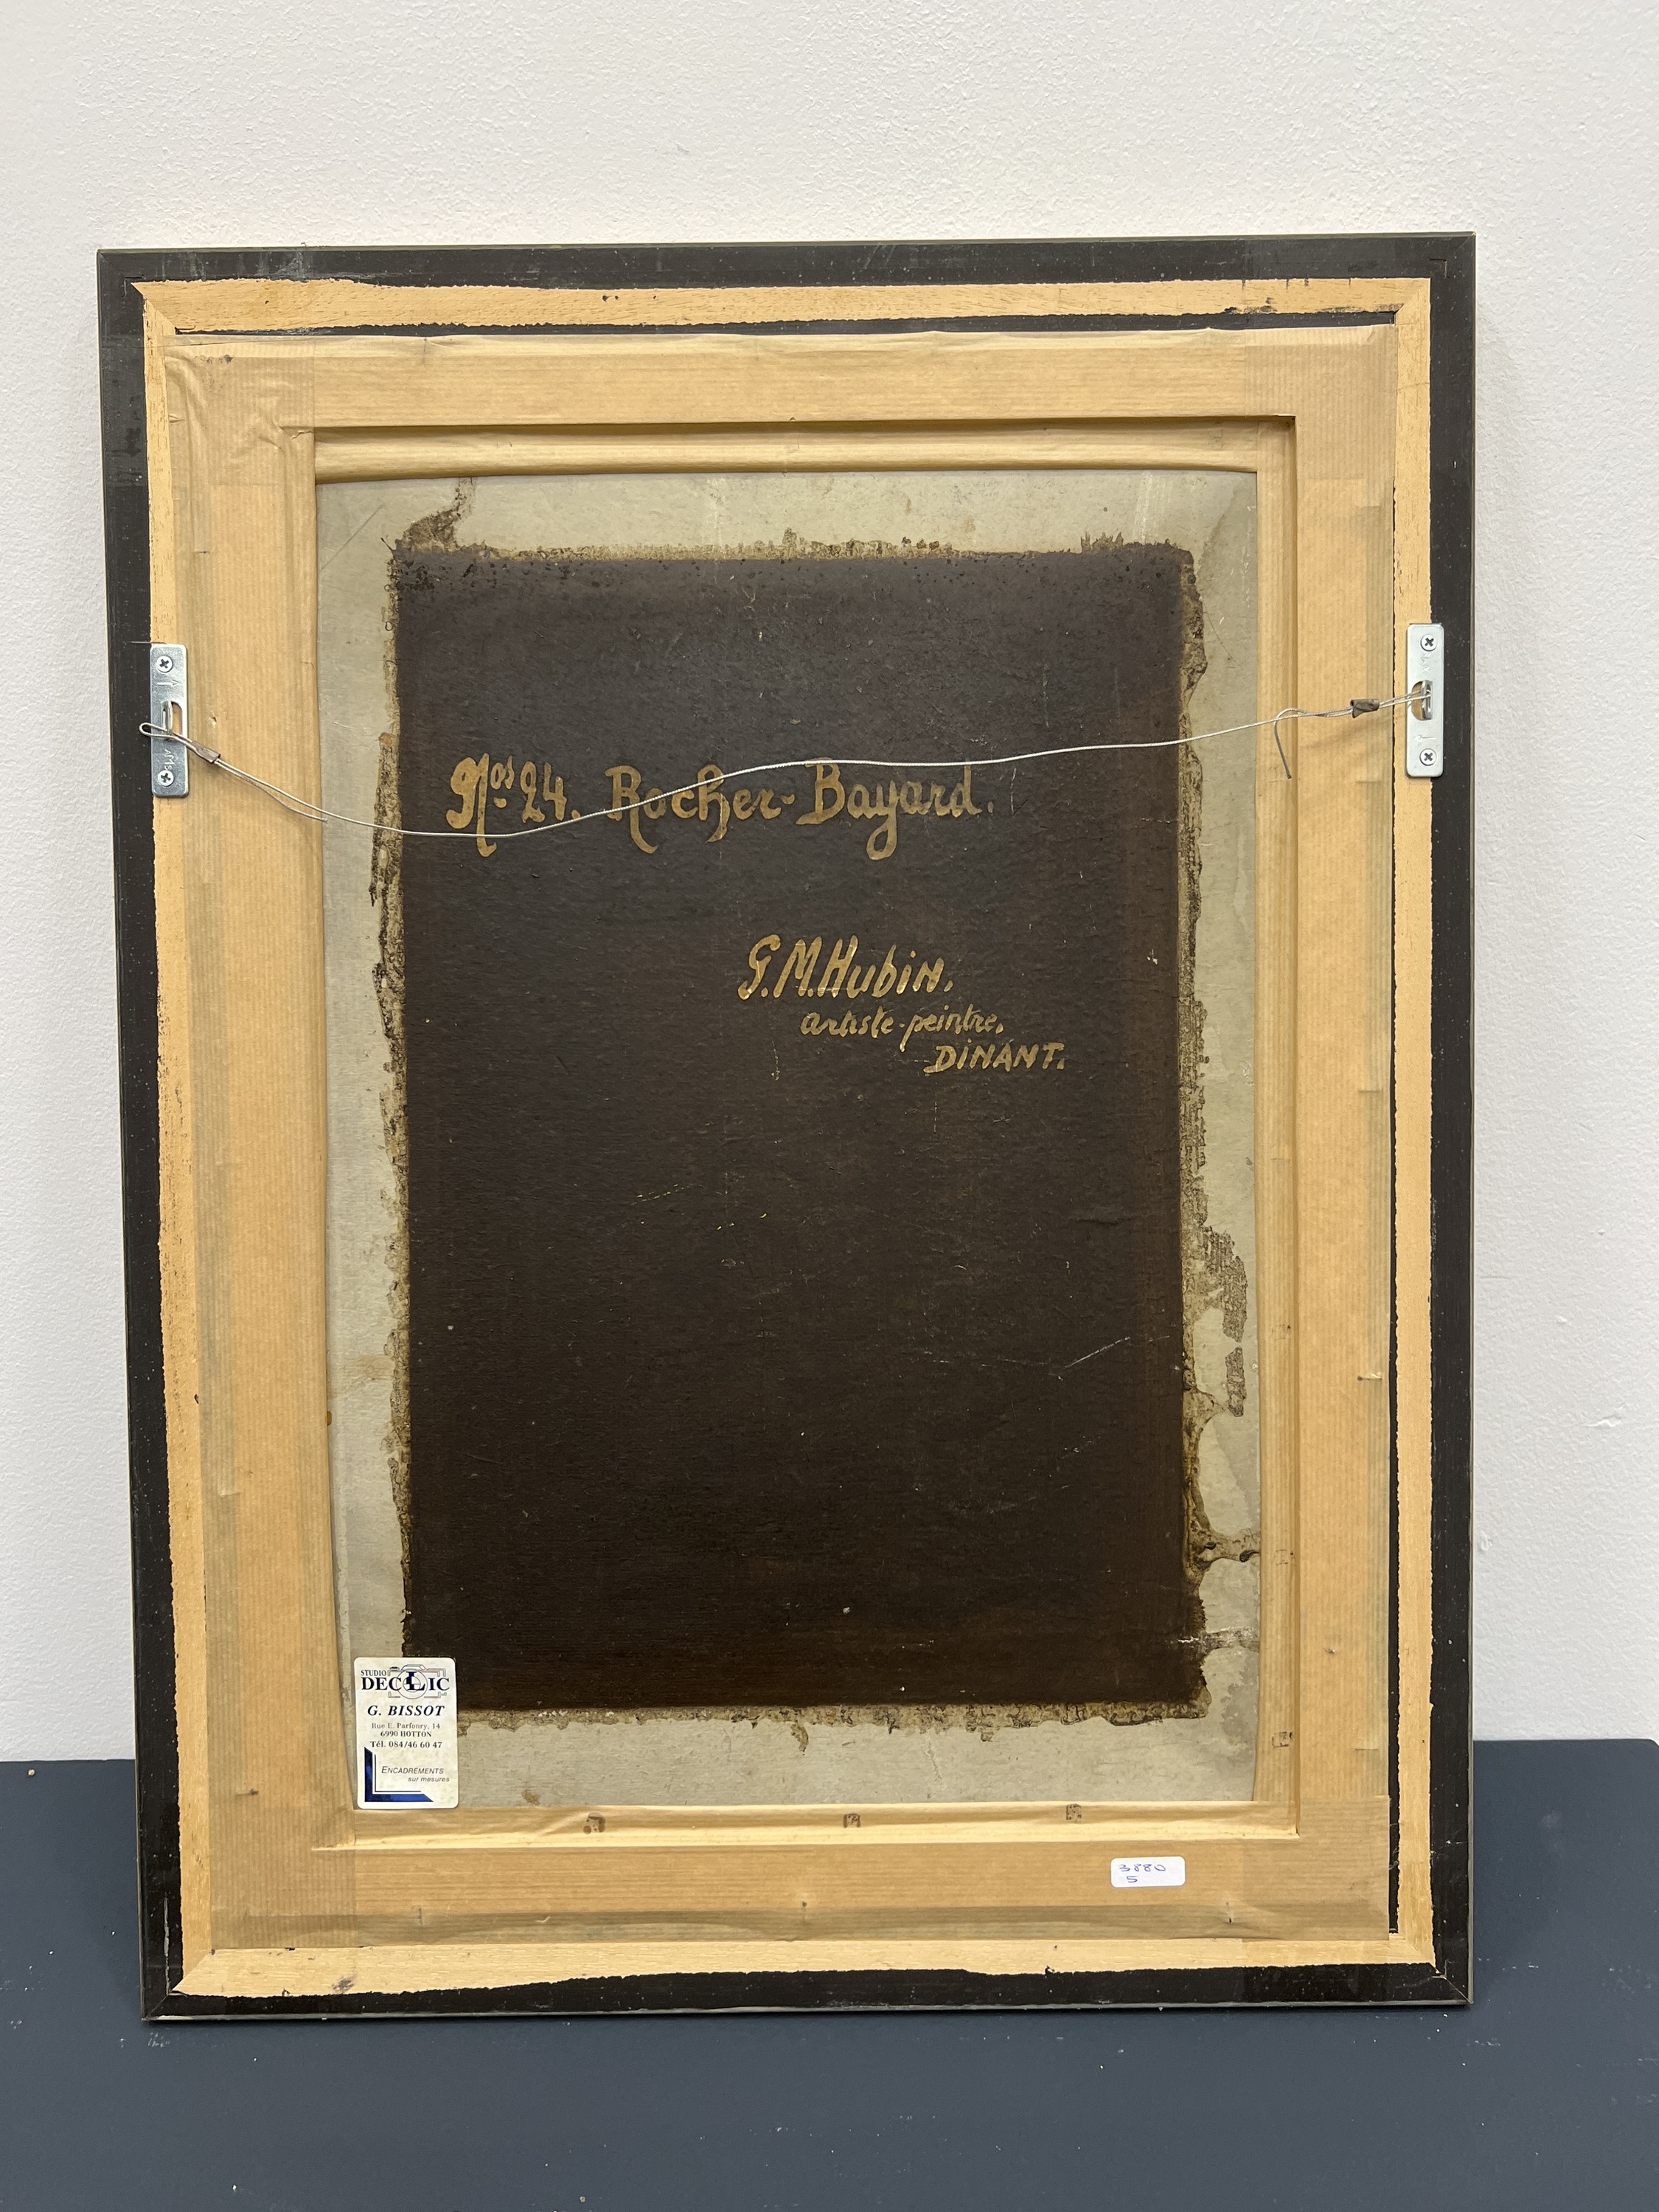 Nos 24. Rocher-Bayard.
G.M.Hubin.
artiste-peintre.
DINANT.
STUDIO
DECLIC
G. BISSOT
Rue E. Parfonry, 14
6990 HOTTON
Tél. 084/46 60 47
ENCADREMENTS
sur mesures
3880
5